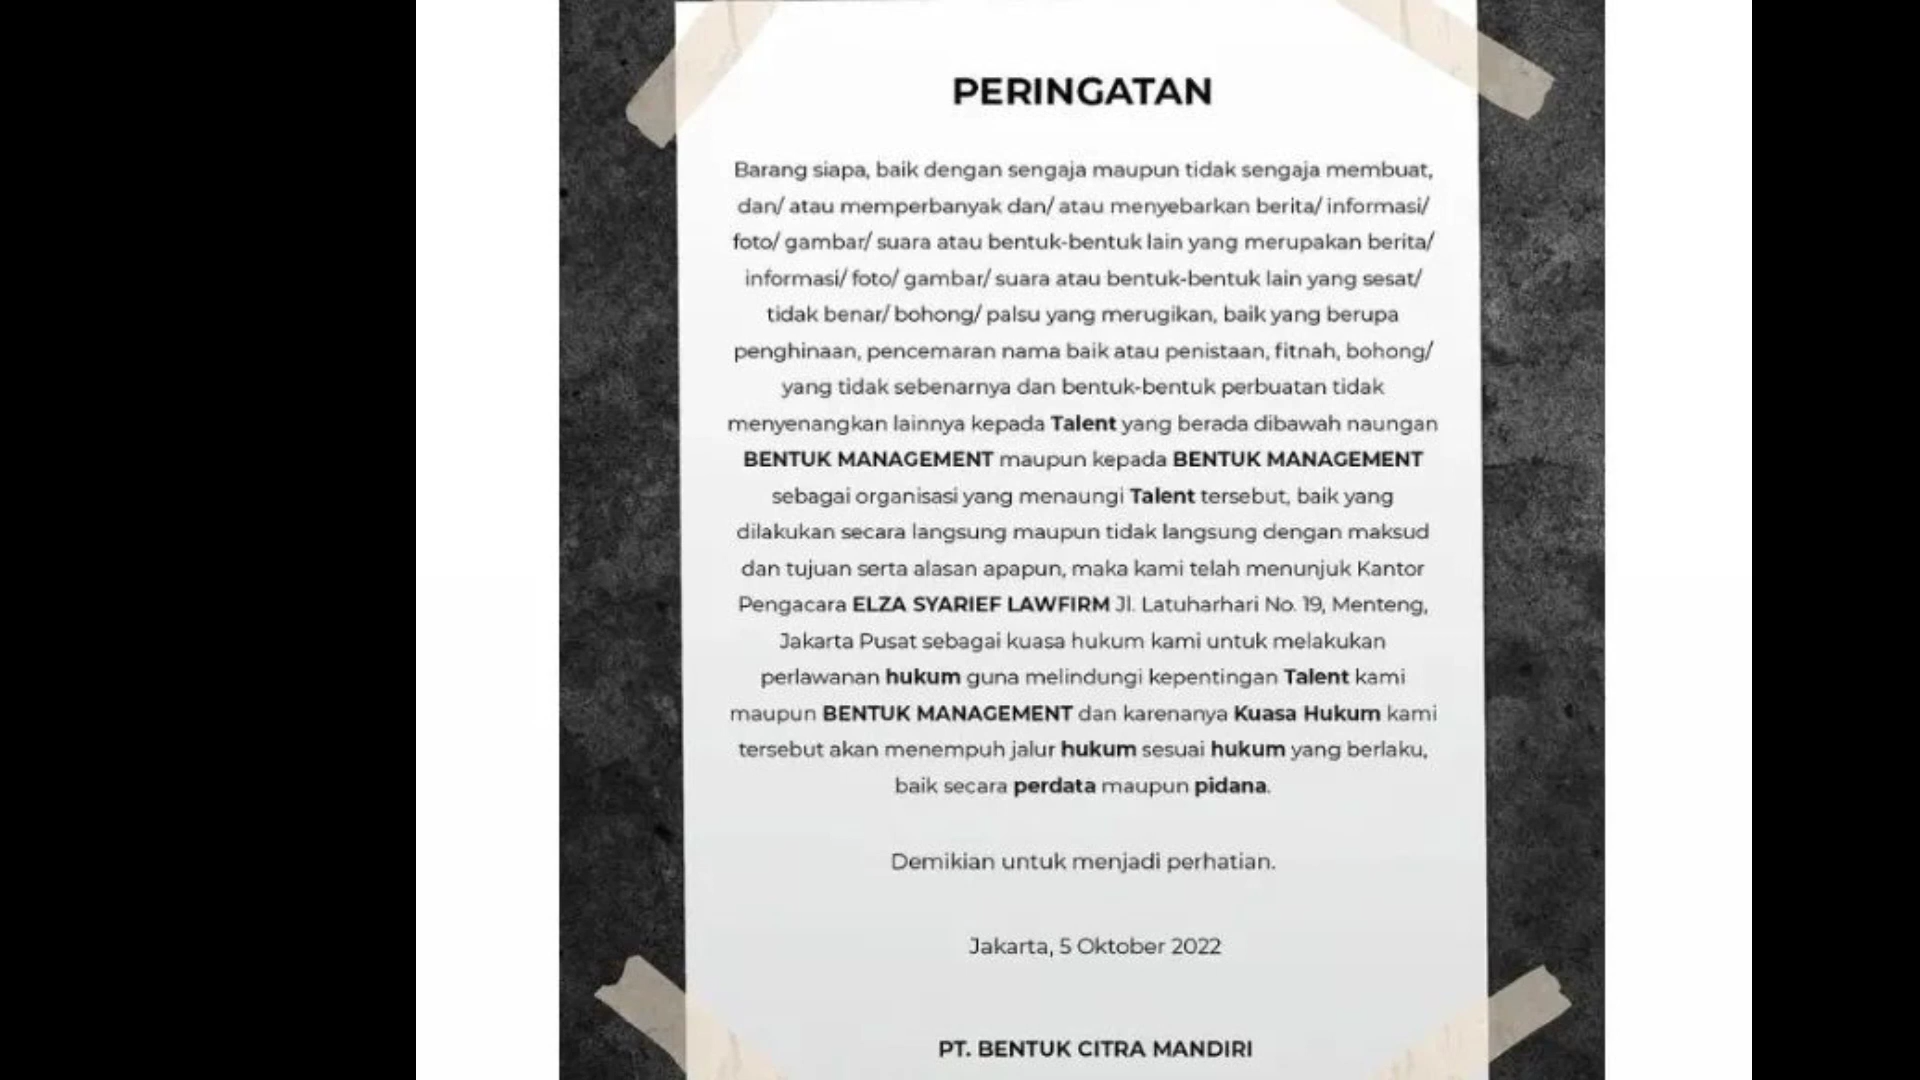 PERINGATAN
Barang siapa, baik dengan sengaja maupun tidak sengaja membuat,
dan/ atau memperbanyak dan/ atau menyebarkan berita/ informasi/
foto/ gambar/ suara atau bentuk-bentuk lain yang merupakan berita/
informasi/ foto/ gambar/ suara atau bentuk-bentuk lain yang sesat/
tidak benar/ bohong/ palsu yang merugikan, baik yang berupa
penghinaan, pencemaran nama baik atau penistaan, fitnah, bohong/
yang tidak sebenarnya dan bentuk-bentuk perbuatan tidak
menyenangkan lainnya kepada Talent yang berada dibawah naungan
BENTUK MANAGEMENT maupun kepada BENTUK MANAGEMENT
sebagai organisasi yang menaungi Talent tersebut, baik yang
dilakukan secara langsung maupun tidak langsung dengan maksud
dan tujuan serta alasan apapun, maka kami telah menunjuk Kantor
Pengacara ELZA SYARIEF LAWFIRM Jl. Latuharhari No. 19, Menteng,
Jakarta Pusat sebagai kuasa hukum kami untuk melakukan
perlawanan hukum guna melindungi kepentingan Talent kami
maupun BENTUK MANAGEMENT dan karenanya Kuasa Hukum kami
tersebut akan menempuh jalur hukum sesuai hukum yang berlaku,
baik secara perdata maupun pidana.
Demikian untuk menjadi perhatian.
Jakarta, 5 Oktober 2022
PT. BENTUK CITRA MANDIRI